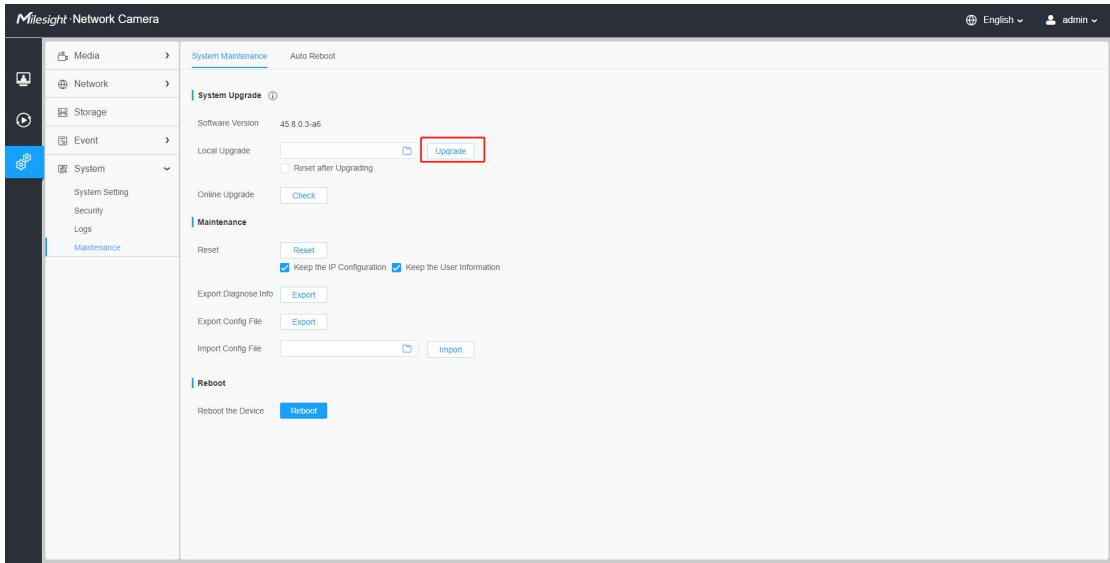 Milesight · Network Camera
English
admin
Media
Network
Storage
Event
System
System Setting
Security
Logs
Maintenance
System Maintenance
Auto Reboot
System Upgrade
Software Version 45.8.0.3-a6
Local Upgrade Upgrade
Reset after Upgrading
Online Upgrade Check
Maintenance
Reset Reset
Keep the IP Configuration Keep the User Information
Export Diagnose Info Export
Export Config File Export
Import Config File Import
Reboot
Reboot the Device Reboot